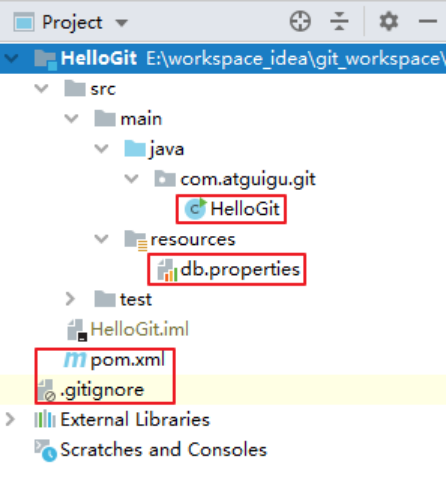 Project
HelloGit E:\workspace_idea\git_workspace\
src
main
java
com.atguigu.git
HelloGit
resources
db.properties
test
HelloGit.iml
pom.xml
.gitignore
External Libraries
Scratches and Consoles